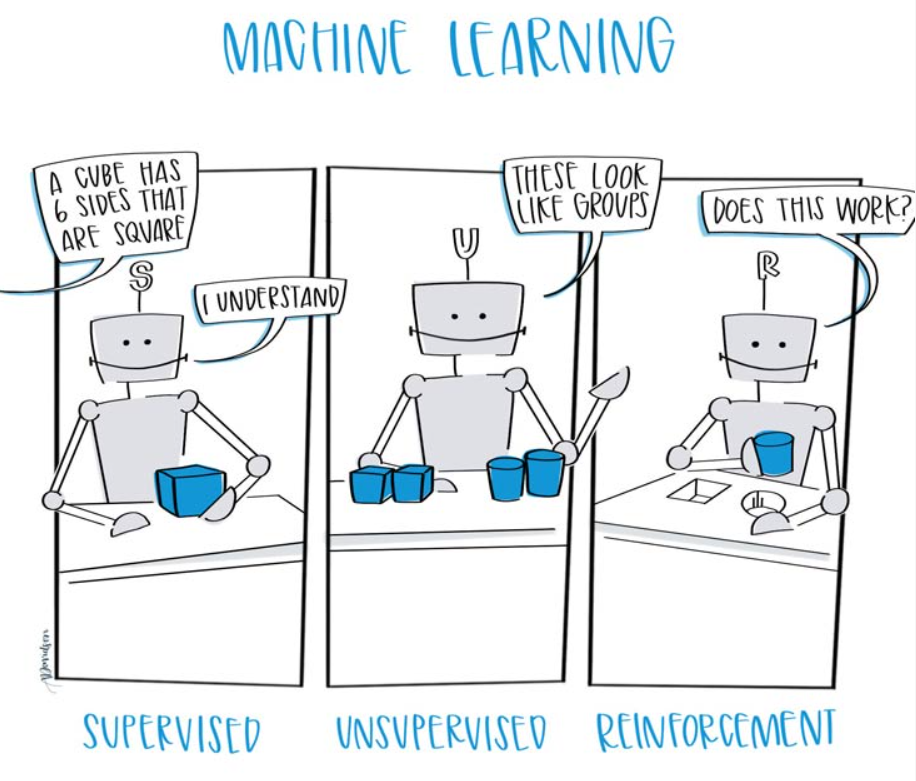 MACHINE LEARNING
A CUBE HAS
6 SIDES THAT
ARE SQUARE
S
I UNDERSTAND
U
THESE LOOK
LIKE GROUPS
R
DOES THIS WORK?
SUPERVISED
UNSUPERVISED
REINFORCEMENT